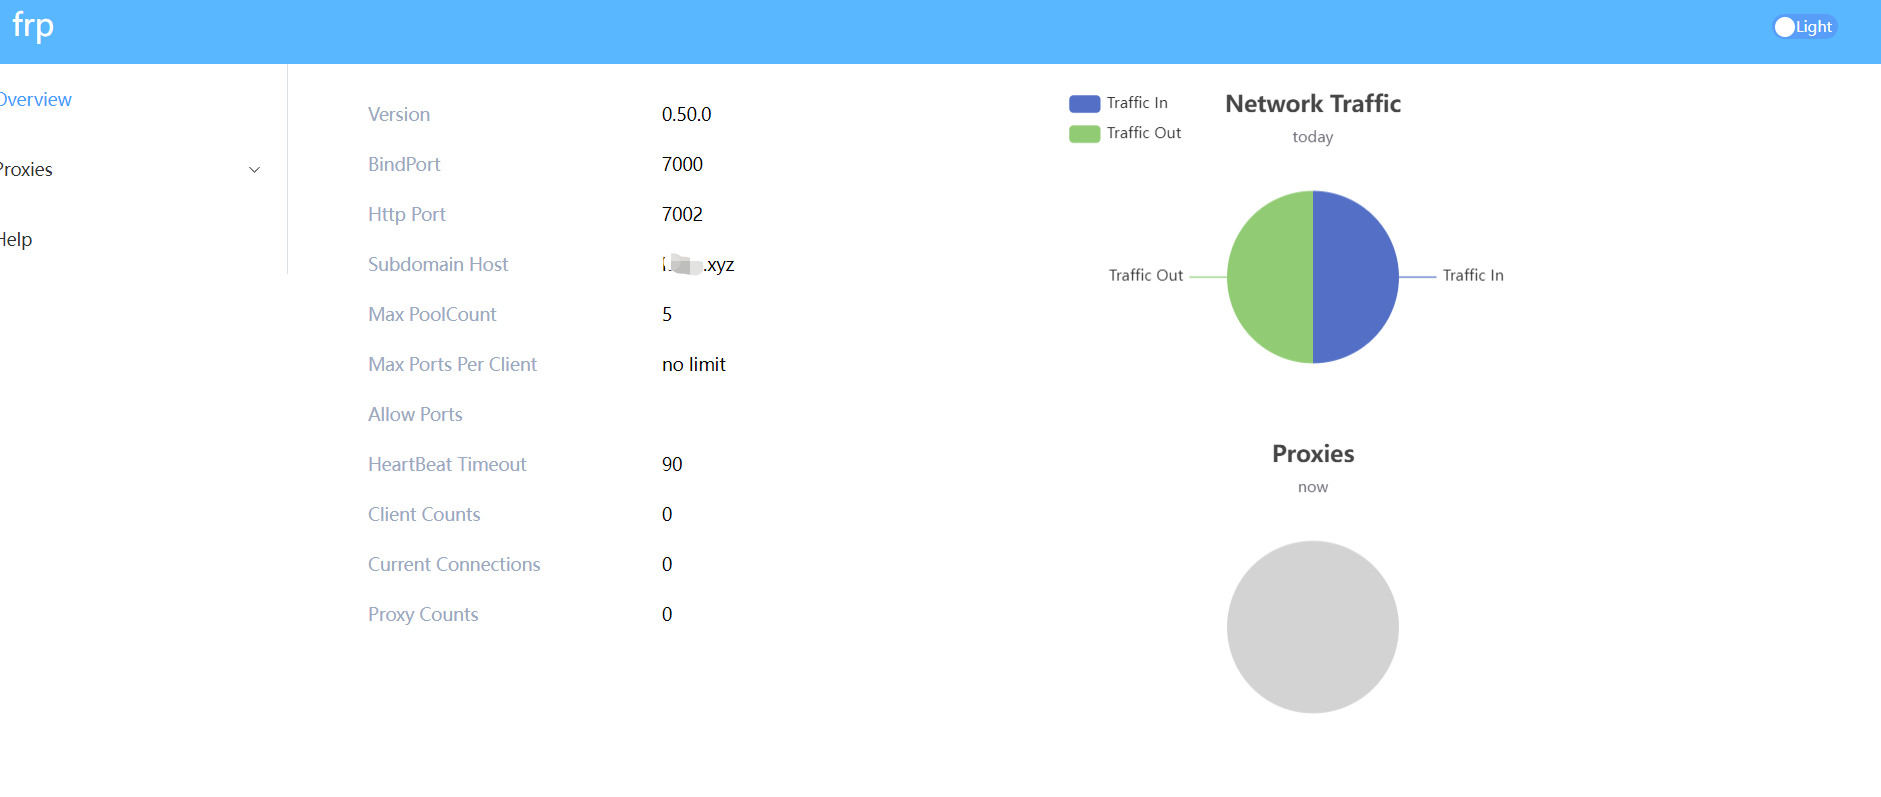 frp
Light
Overview
Proxies
Help
Version 0.50.0
BindPort 7000
Http Port 7002
Subdomain Host .xyz
Max PoolCount 5
Max Ports Per Client no limit
Allow Ports
HeartBeat Timeout 90
Client Counts 0
Current Connections 0
Proxy Counts 0
Traffic In
Traffic Out
Network Traffic
today
Traffic Out
Traffic In
Proxies
now